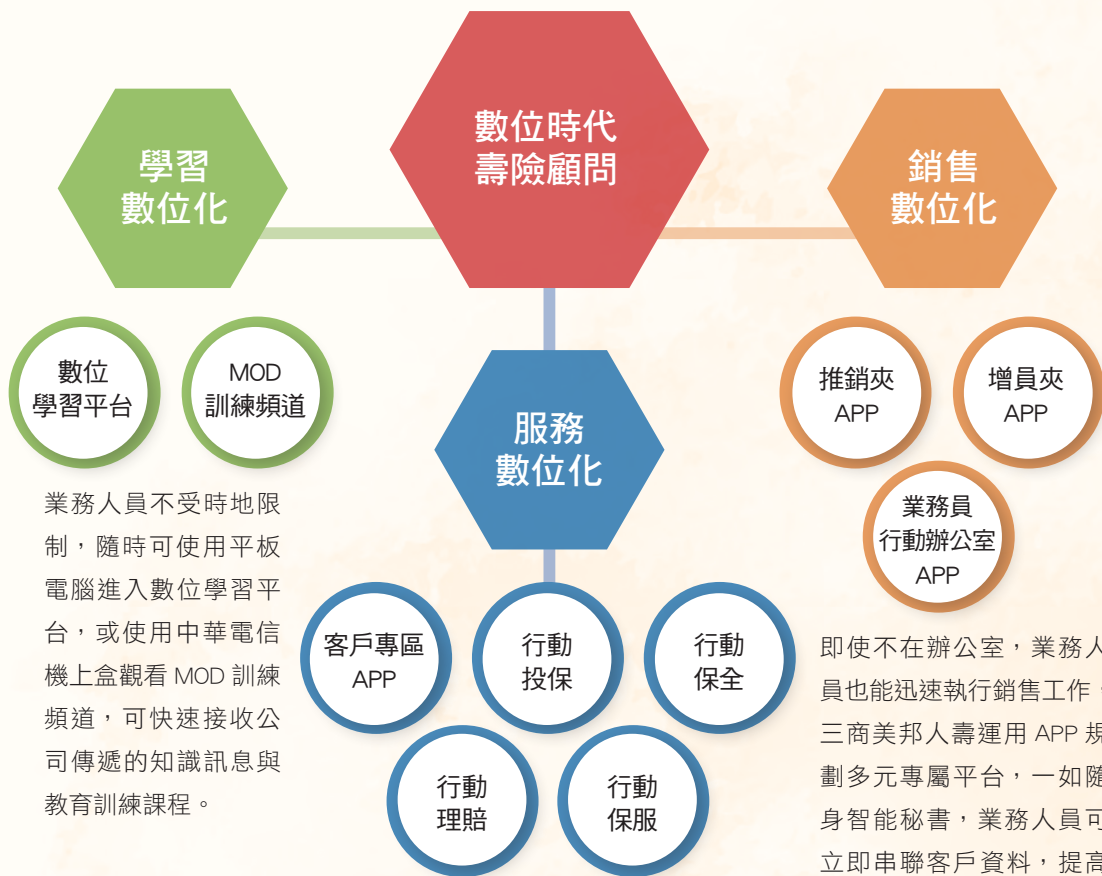 數位時代
壽險顧問
學習
數位化
銷售
數位化
服務
數位化
數位
學習平台
MOD
訓練頻道
業務人員不受時地限
制，隨時可使用平板
電腦進入數位學習平
台，或使用中華電信
機上盒觀看 MOD 訓練
頻道，可快速接收公
司傳遞的知識訊息與
教育訓練課程。
客戶專區
APP
行動
投保
行動
保全
行動
理賠
行動
保服
推銷夾
APP
增員夾
APP
業務員
行動辦公室
APP
即使不在辦公室，業務人
員也能迅速執行銷售工作，
三商美邦人壽運用 APP 規
劃多元專屬平台，一如隨
身智能秘書，業務人員可
立即串聯客戶資料，提高